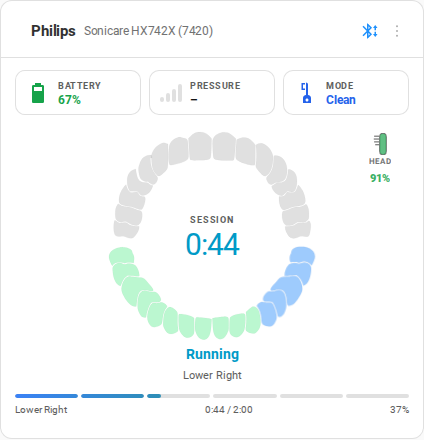 Philips Sonicare HX742X (7420)
BATTERY
67%
PRESSURE
–
MODE
Clean
HEAD
91%
SESSION
0:44
Running
Lower Right
Lower Right 0:44 / 2:00 37%